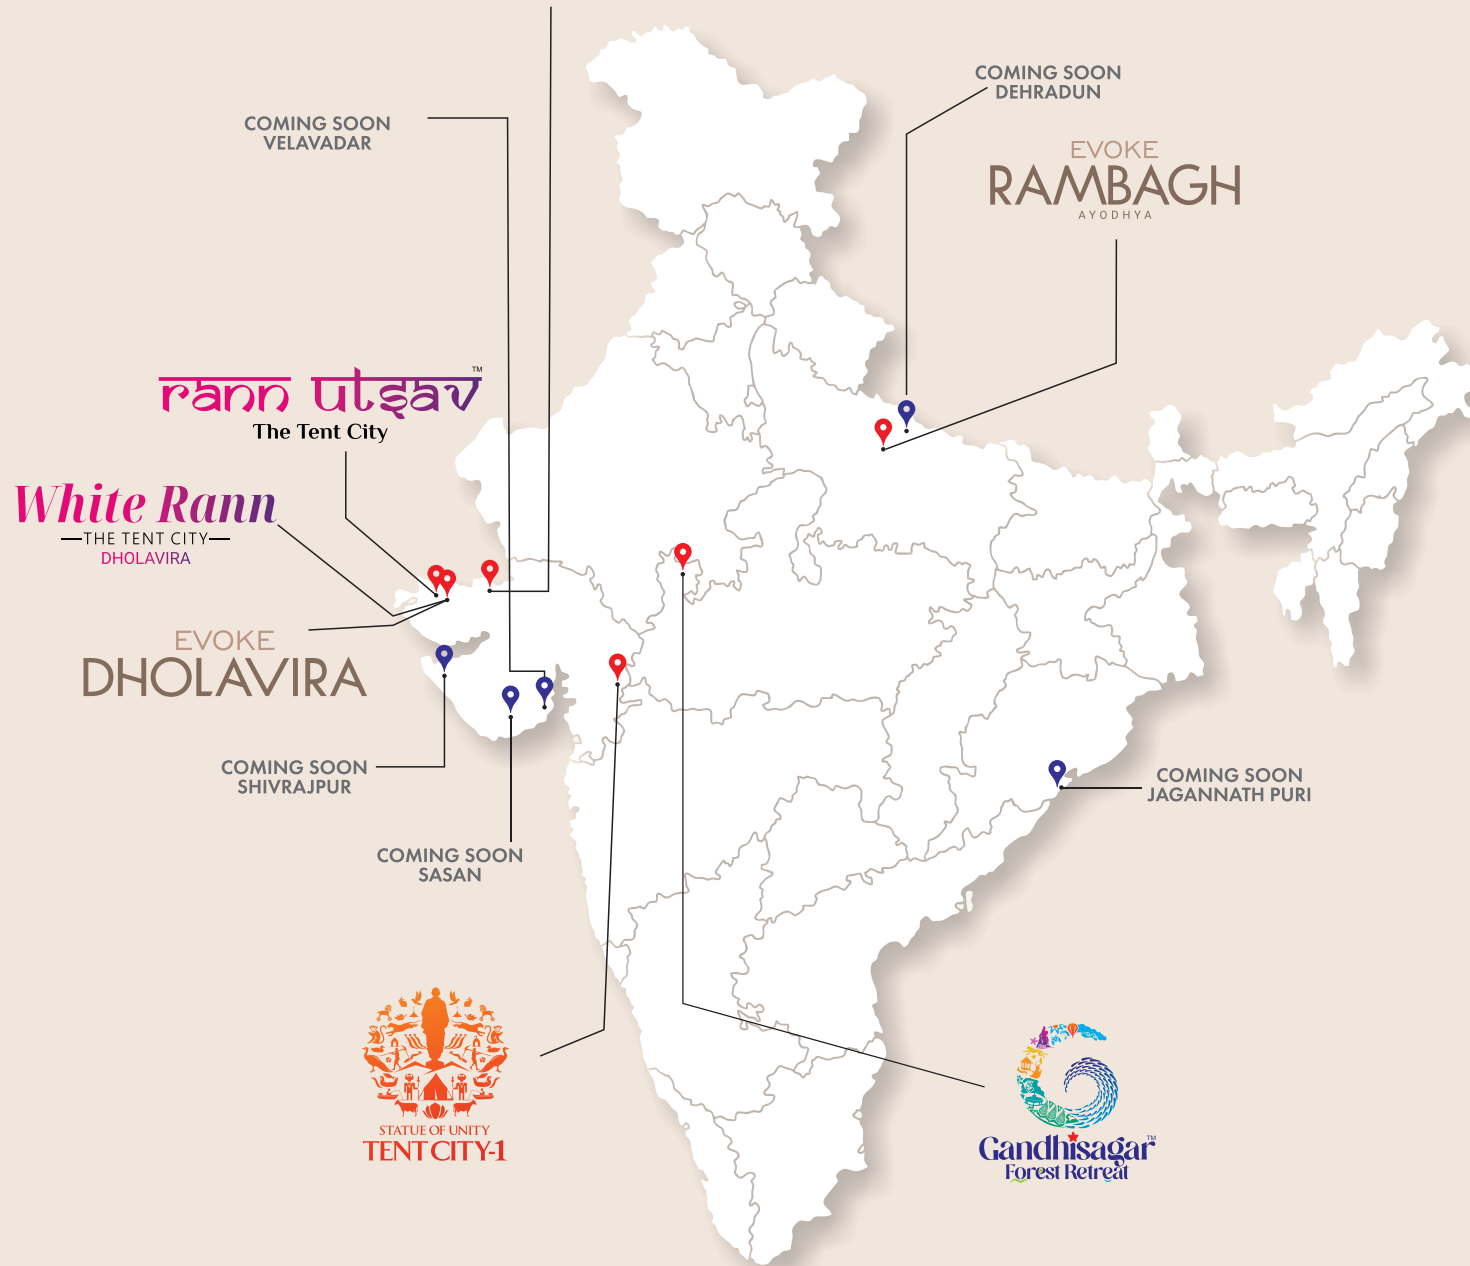 COMING SOON
DEHRADUN
COMING SOON
VELAVADAR
EVOKE
RAMBAGH
AYODHYA
rann utsav™
The Tent City
White Rann
THE TENT CITY
DHOLAVIRA
EVOKE
DHOLAVIRA
COMING SOON
SHIVRAJPUR
COMING SOON
JAGANNATH PURI
COMING SOON
SASAN
STATUE OF UNITY
TENT CITY-1
Gandhisagar™
Forest Retreat